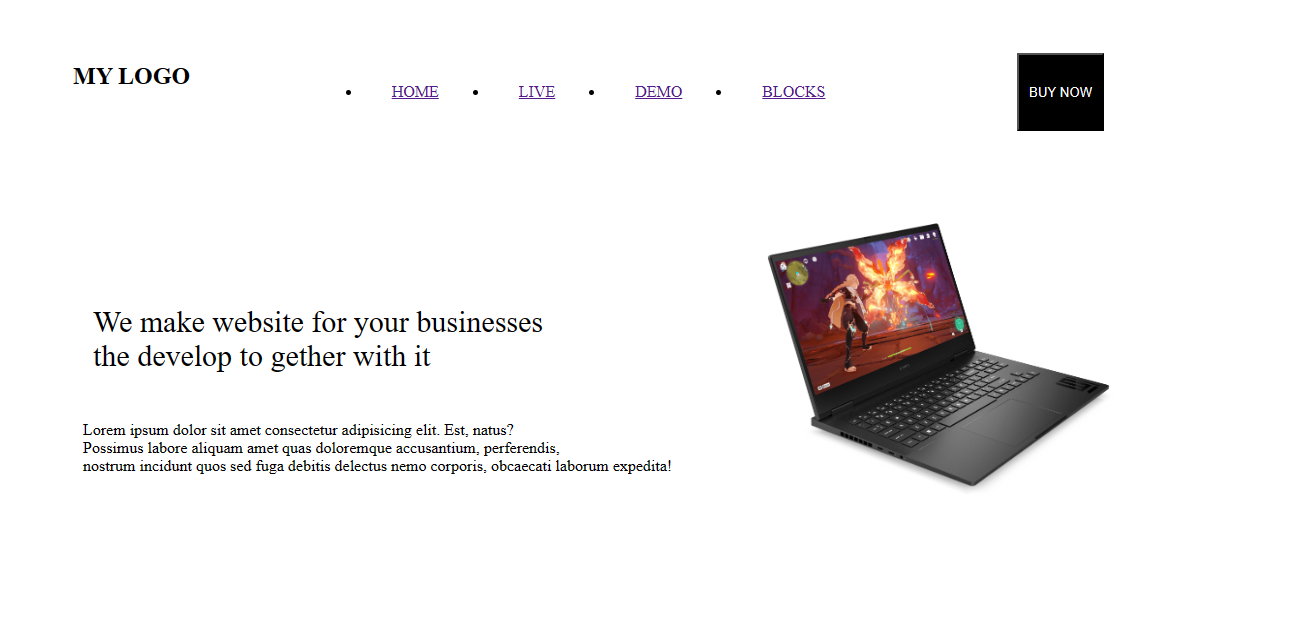 MY LOGO
HOME LIVE DEMO BLOCKS
BUY NOW
We make website for your businesses
the develop to gether with it
Lorem ipsum dolor sit amet consectetur adipisicing elit. Est, natus?
Possimus labore aliquam amet quas doloremque accusantium, perferendis,
nostrum incidunt quos sed fuga debitis delectus nemo corporis, obcaecati laborum expedita!